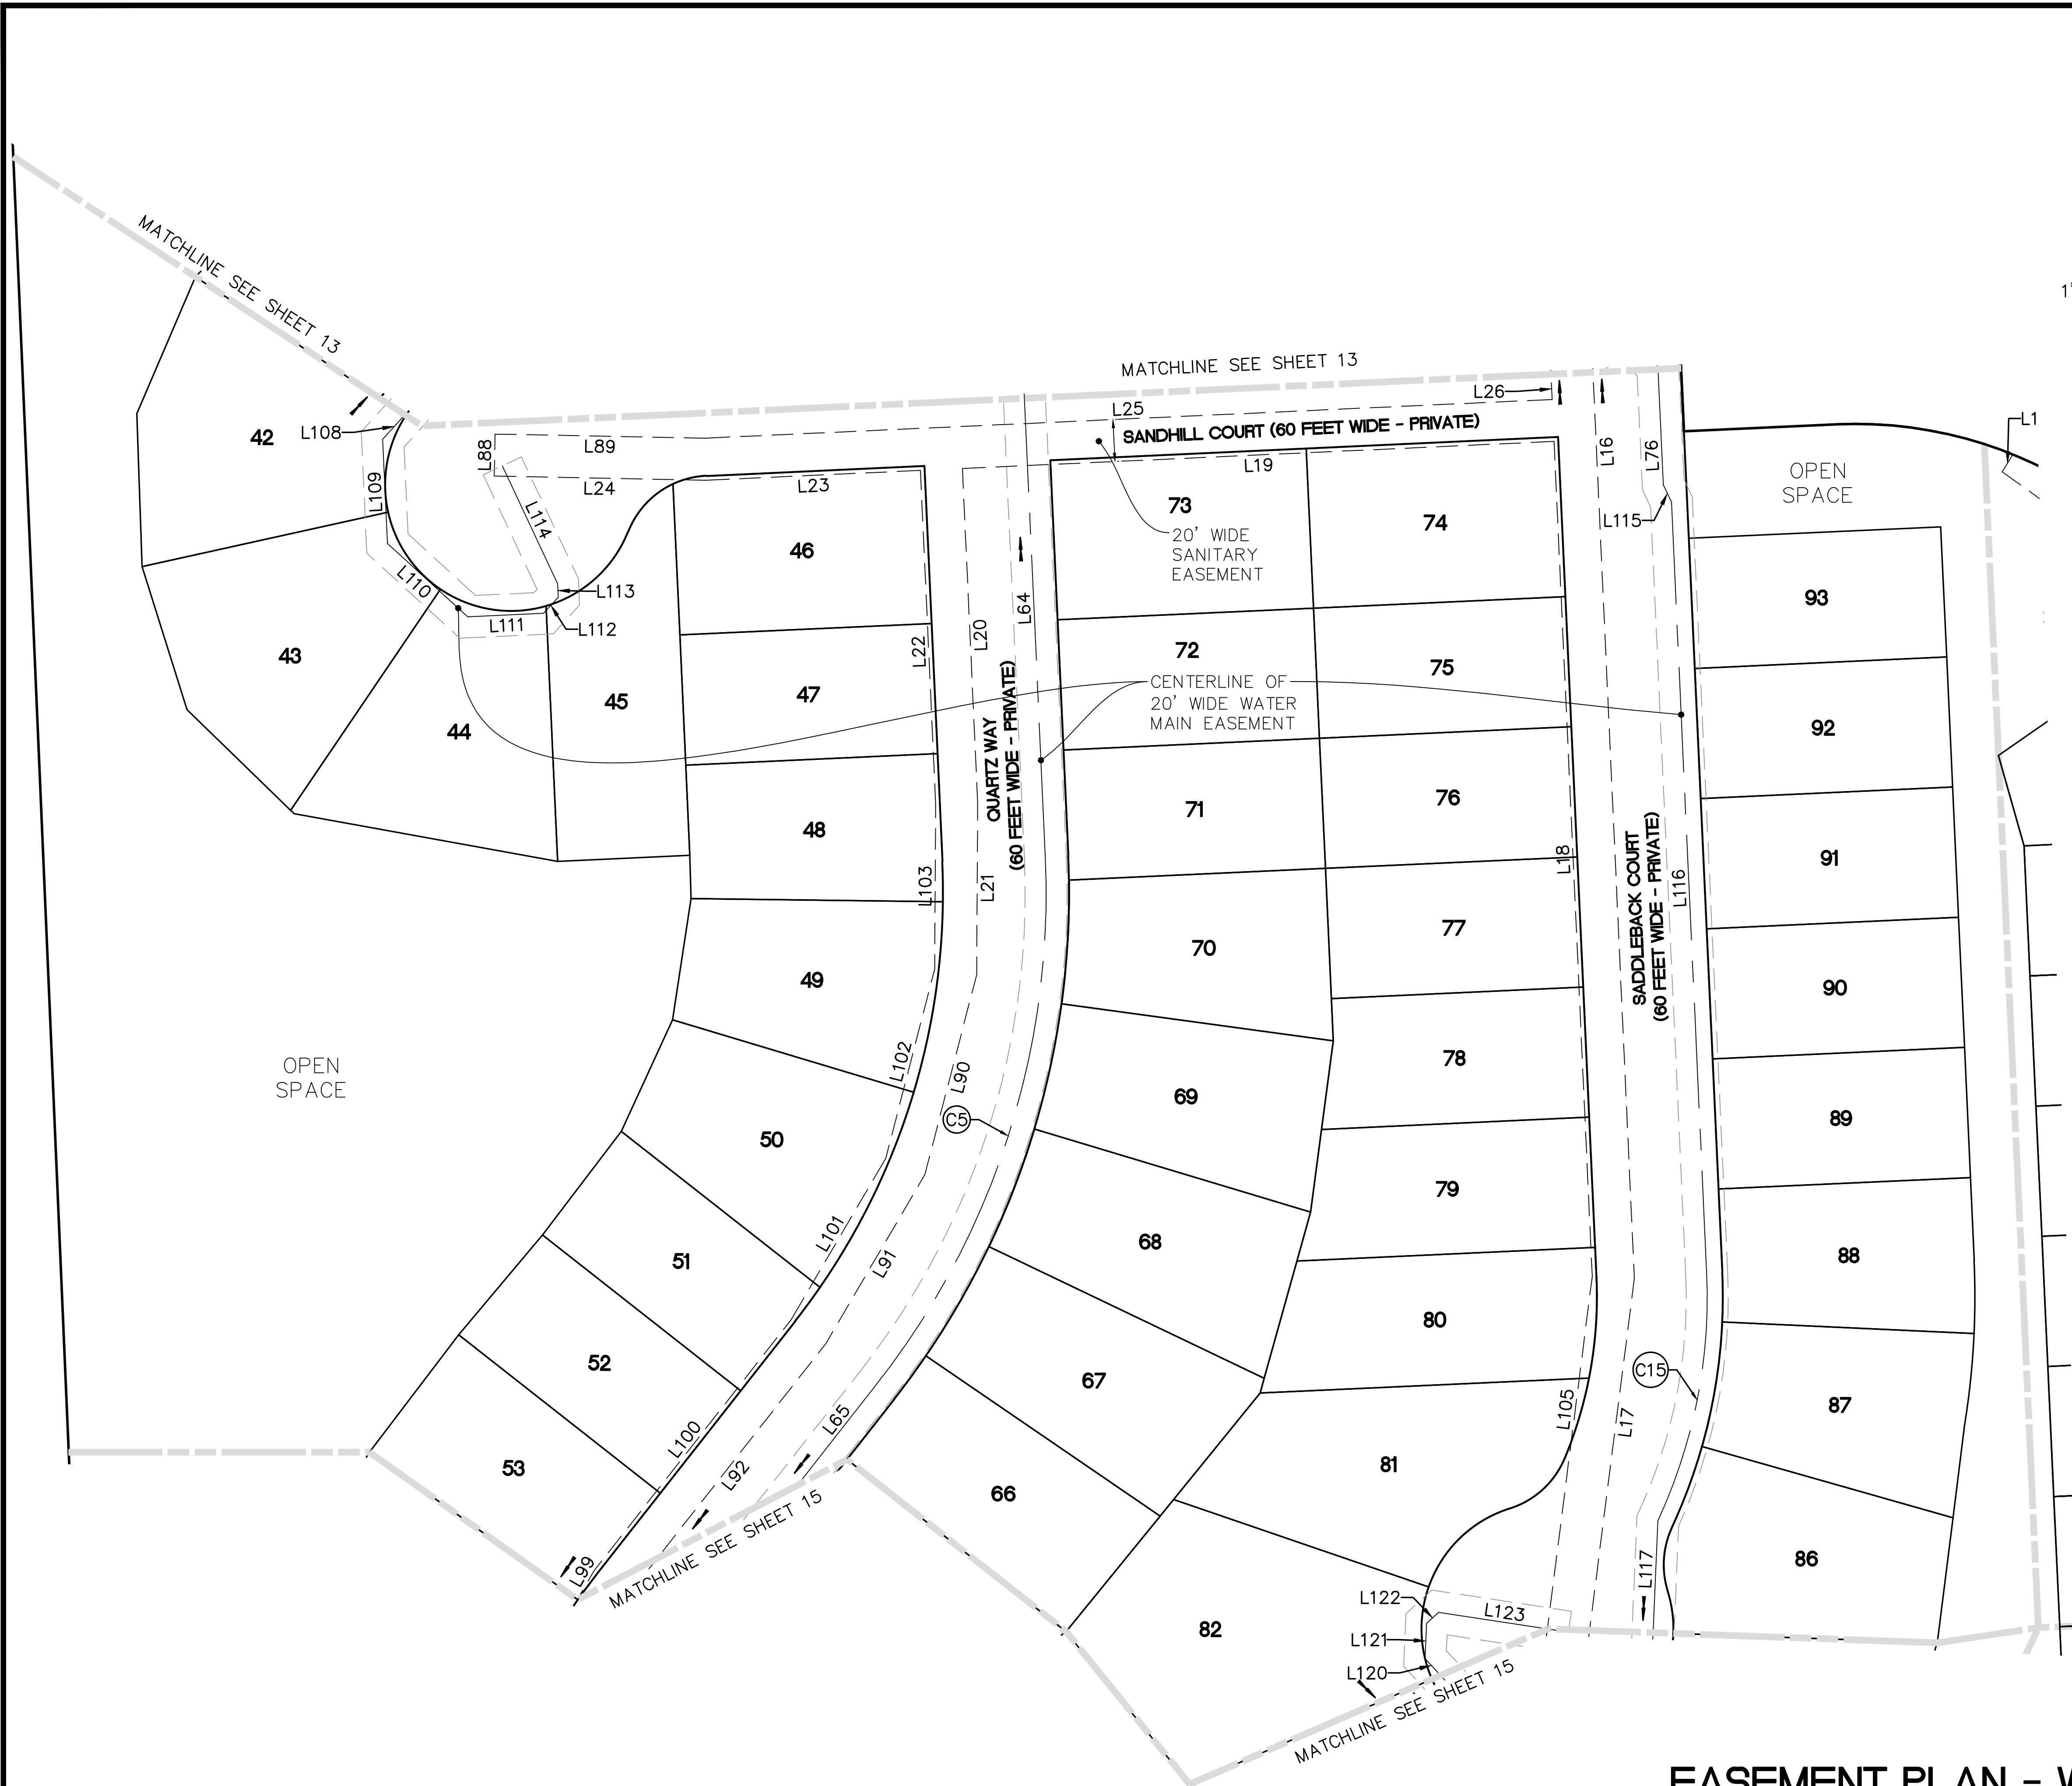 MATCHLINE SEE SHEET 13
MATCHLINE SEE SHEET 13
L25
L26
SANDHILL COURT (60 FEET WIDE - PRIVATE)
L108
42
L88
L89
L24
L23
L19
L16
L76
OPEN
SPACE
L1
L109
L114
73
74
L115
20' WIDE
SANITARY
EASEMENT
46
L110
L113
L111
L112
L64
L20
L22
93
43
72
75
CENTERLINE OF
20' WIDE WATER
MAIN EASEMENT
45
47
44
QUARTZ WAY
(60 FEET WIDE - PRIVATE)
92
71
76
48
L18
SADDLEBACK COURT
(60 FEET WIDE - PRIVATE)
91
L103
L21
L116
77
70
49
90
OPEN
SPACE
L102
L90
78
69
C5
89
50
79
L101
L91
68
51
88
80
C15
52
67
87
L105
L17
L65
L100
53
L92
81
66
MATCHLINE SEE SHEET 15
L99
86
L117
L122
L123
82
L121
L120
MATCHLINE SEE SHEET 15
EASEMENT PLAN - W